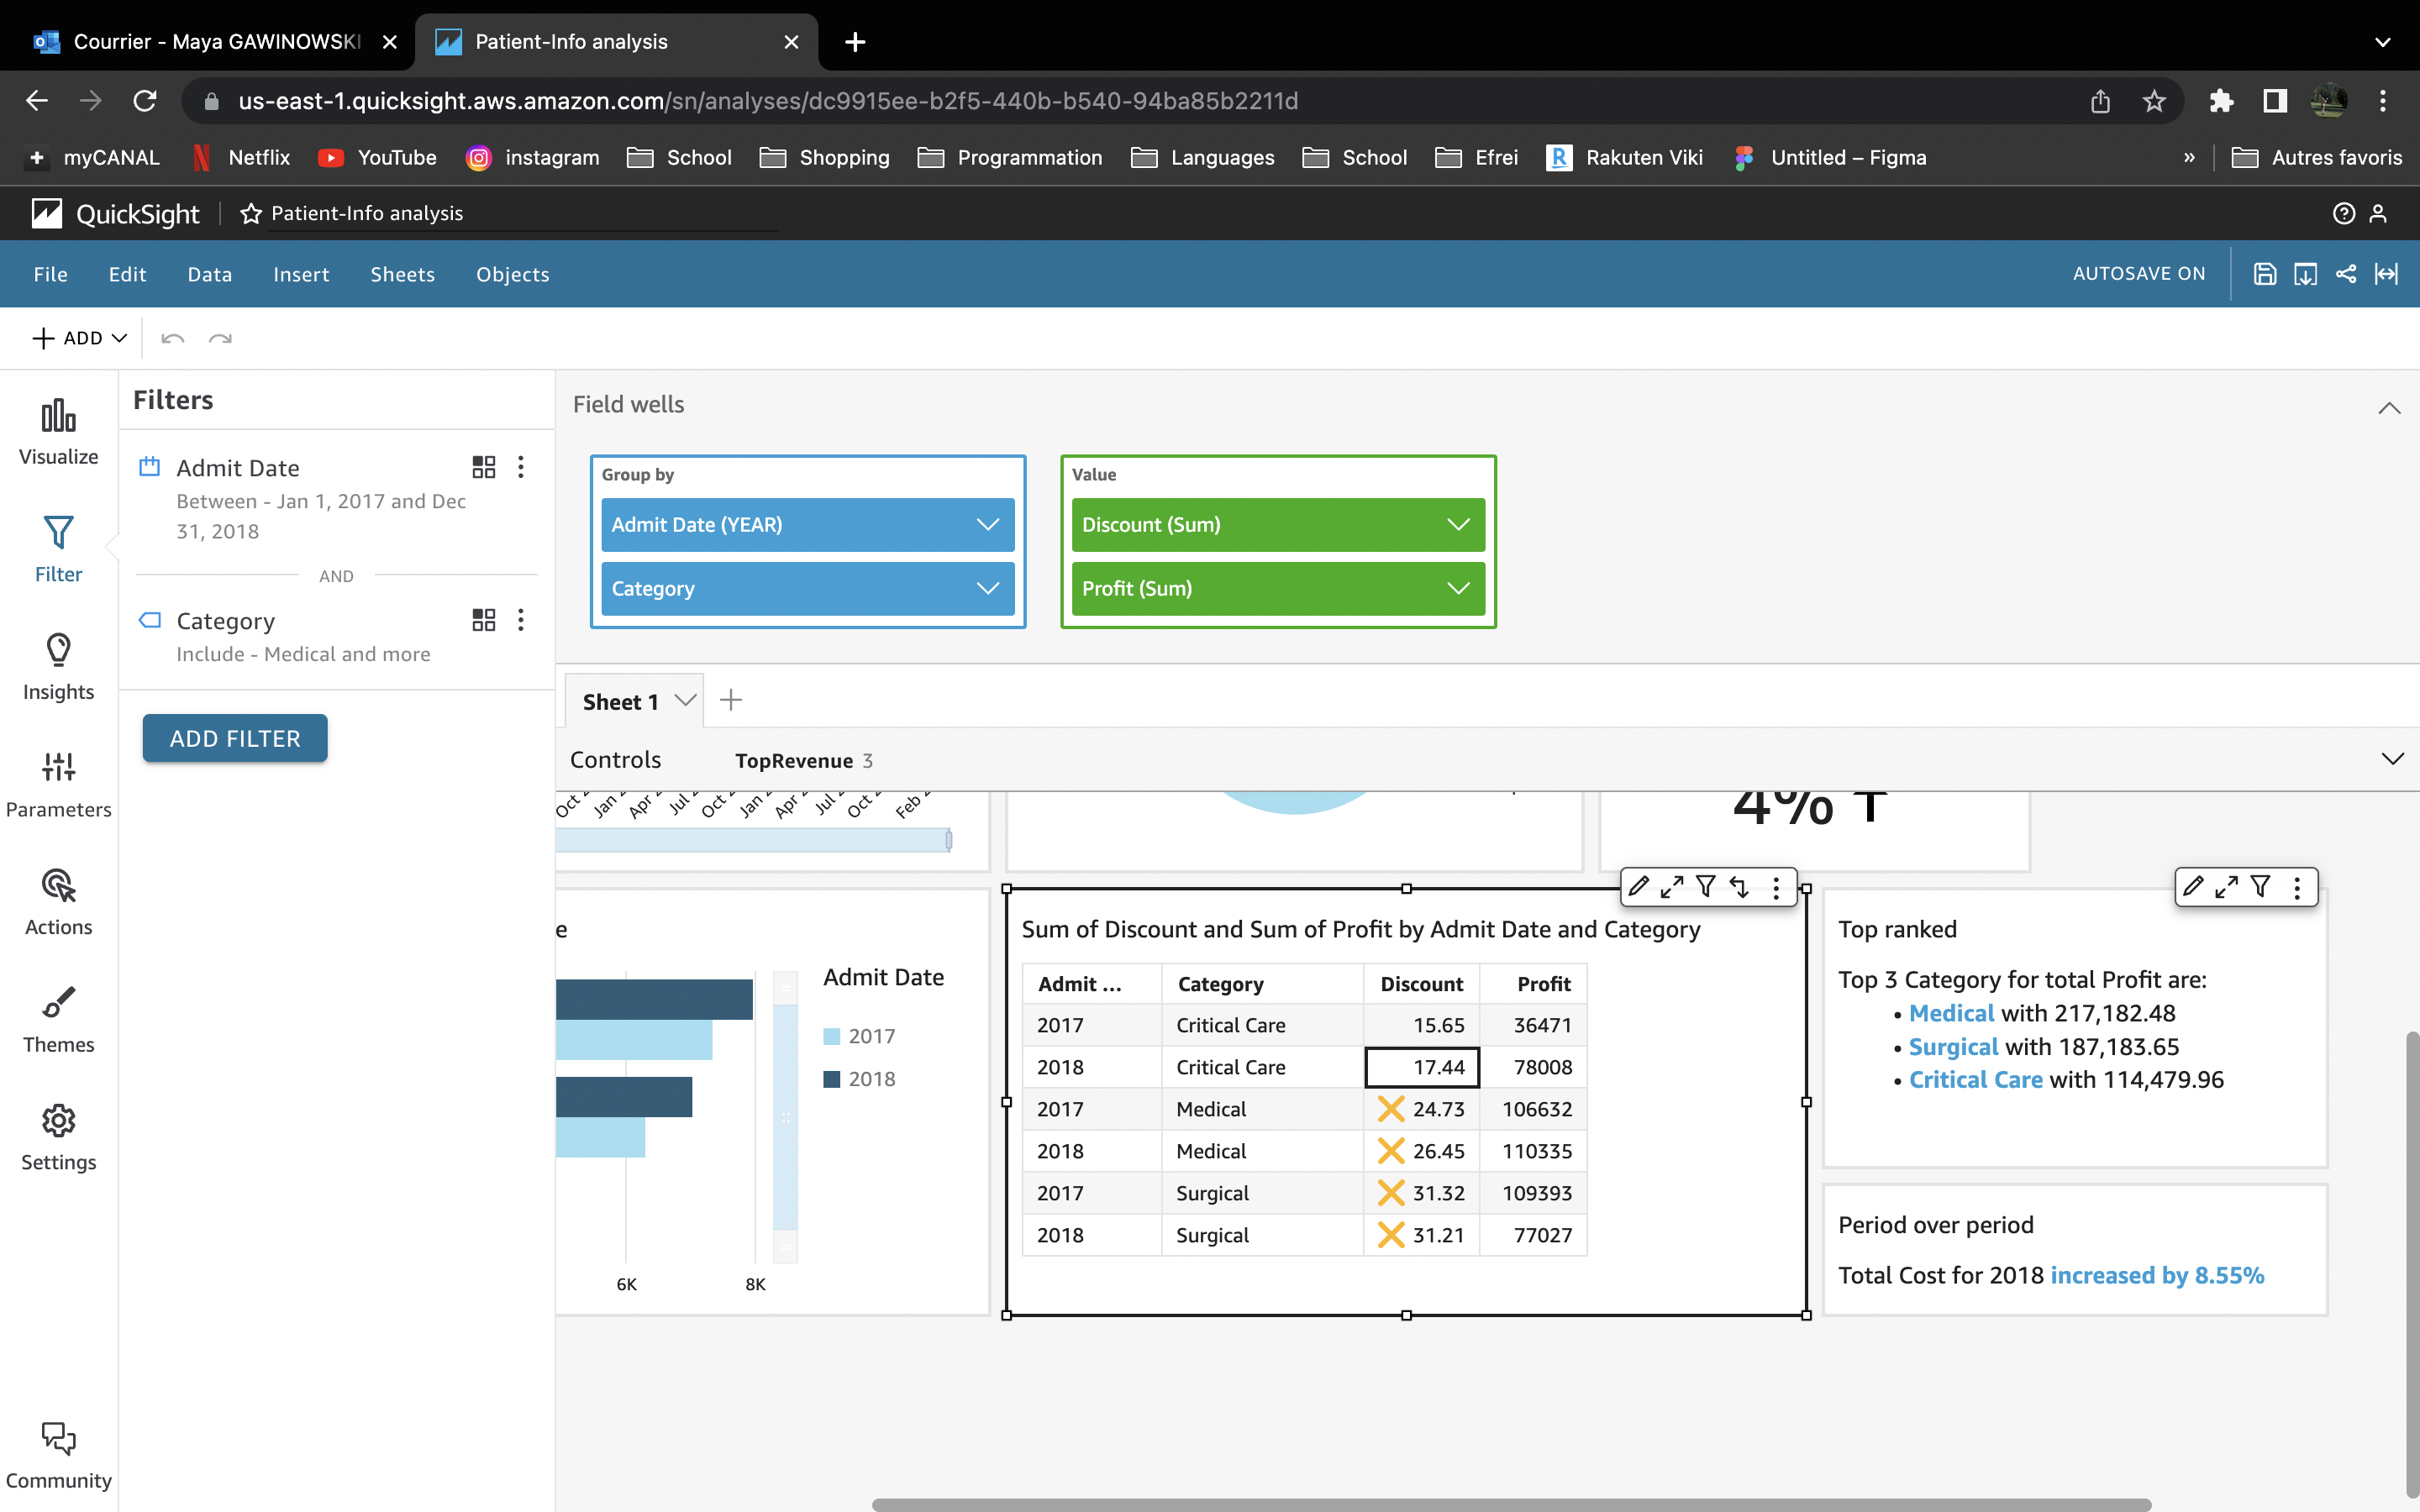 Courrier - Maya GAWINOWSKI
Patient-Info analysis
us-east-1.quicksight.aws.amazon.com/sn/analyses/dc9915ee-b2f5-440b-b540-94ba85b2211d
myCANAL Netflix YouTube instagram School Shopping Programmation Languages School Efrei Rakuten Viki Untitled – Figma » Autres favoris
QuickSight Patient-Info analysis
File Edit Data Insert Sheets Objects AUTOSAVE ON
ADD
Visualize
Filter
Insights
Parameters
Actions
Themes
Settings
Community
Filters
Admit Date
Between - Jan 1, 2017 and Dec
31, 2018
AND
Category
Include - Medical and more
ADD FILTER
Field wells
Group by
Admit Date (YEAR)
Category
Value
Discount (Sum)
Profit (Sum)
Sheet 1
Controls TopRevenue 3
Oct Jan Apr Jul Oct Jan Apr Jul Oct Feb
4%
e
Admit Date
2017
2018
6K 8K
Sum of Discount and Sum of Profit by Admit Date and Category
Admit ... Category Discount Profit
2017 Critical Care 15.65 36471
2018 Critical Care 17.44 78008
2017 Medical 24.73 106632
2018 Medical 26.45 110335
2017 Surgical 31.32 109393
2018 Surgical 31.21 77027
Top ranked
Top 3 Category for total Profit are:
• Medical with 217,182.48
• Surgical with 187,183.65
• Critical Care with 114,479.96
Period over period
Total Cost for 2018 increased by 8.55%